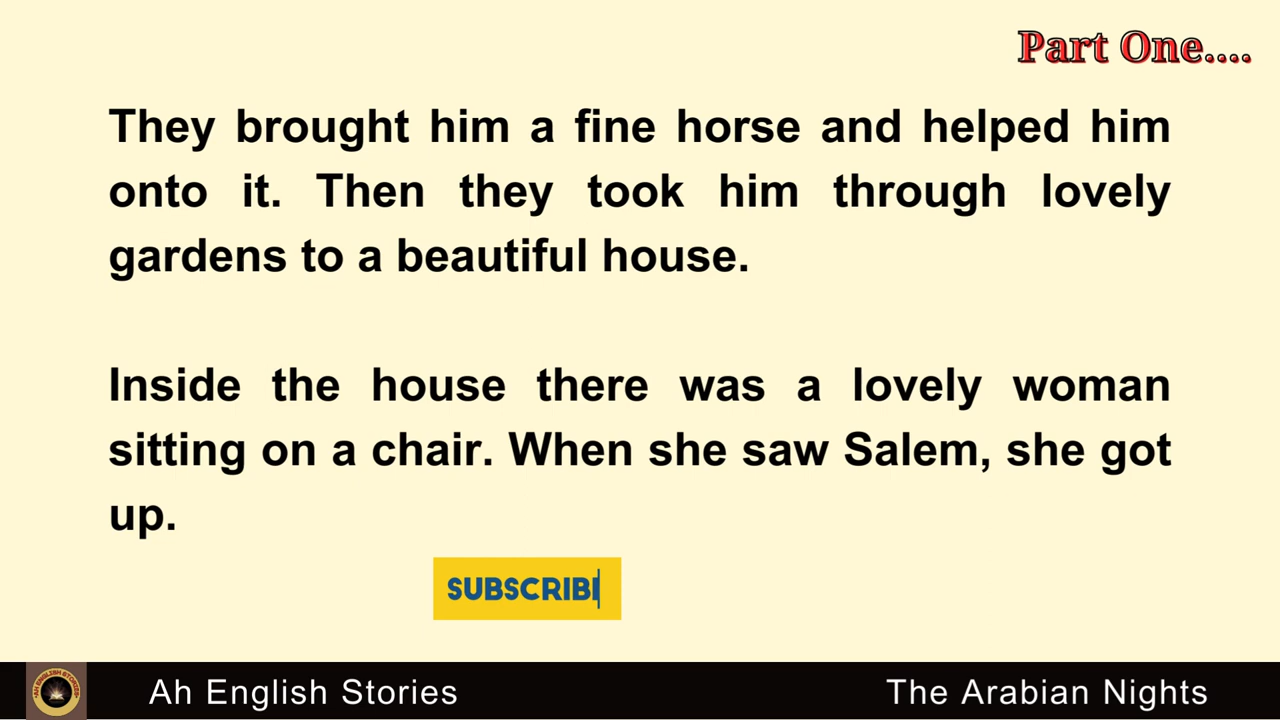 Part One....
They brought him a fine horse and helped him
onto it. Then they took him through lovely
gardens to a beautiful house.
Inside the house there was a lovely woman
sitting on a chair. When she saw Salem, she got
up.
SUBSCRIB
Ah English Stories
The Arabian Nights